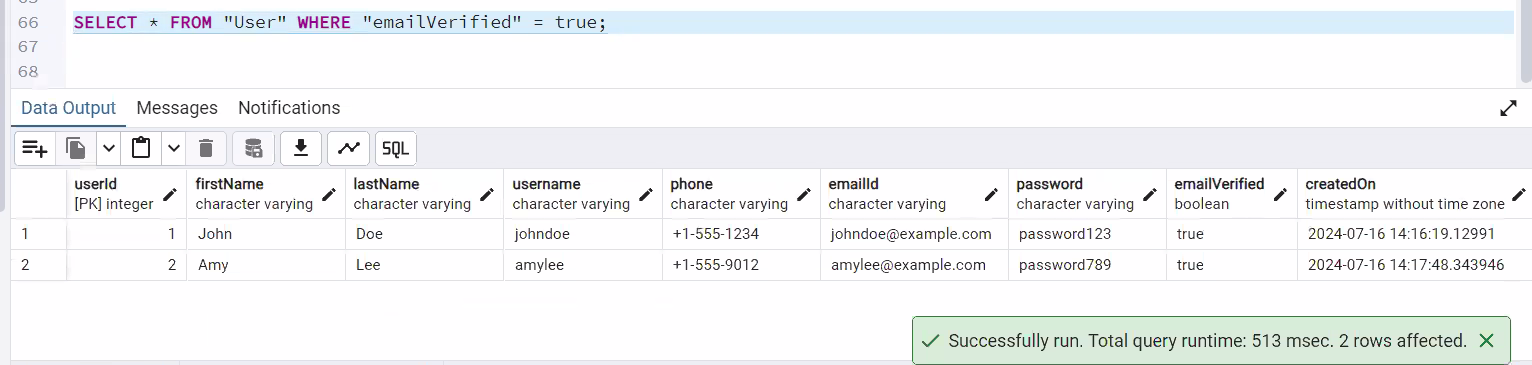 66 SELECT * FROM "User" WHERE "emailVerified" = true;
67
68
Data Output Messages Notifications
SQL
userId firstName lastName username phone emailId password emailVerified createdOn
[PK] integer character varying character varying character varying character varying character varying character varying boolean timestamp without time zone
1 1 John Doe johndoe +1-555-1234 johndoe@example.com password123 true 2024-07-16 14:16:19.12991
2 2 Amy Lee amylee +1-555-9012 amylee@example.com password789 true 2024-07-16 14:17:48.343946
Successfully run. Total query runtime: 513 msec. 2 rows affected.